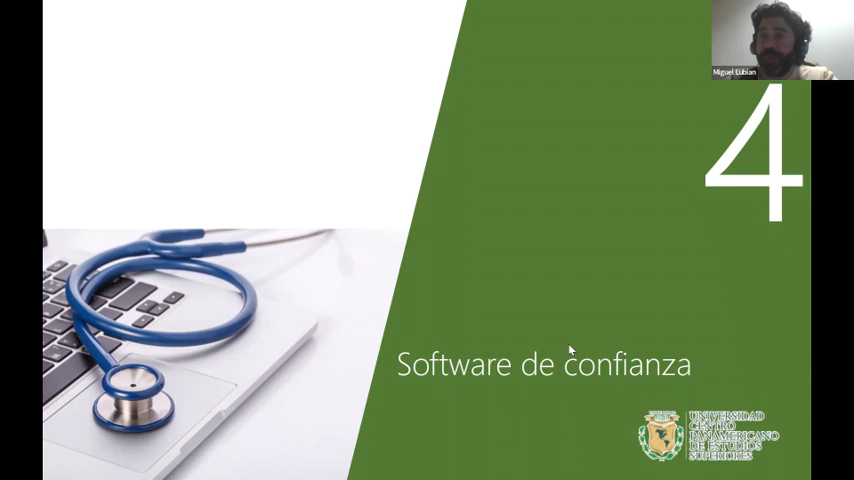 Miguel Lubian
4
Software de confianza
UNIVERSIDAD
CENTRO
PANAMERICANO
DE ESTUDIOS
SUPERIORES